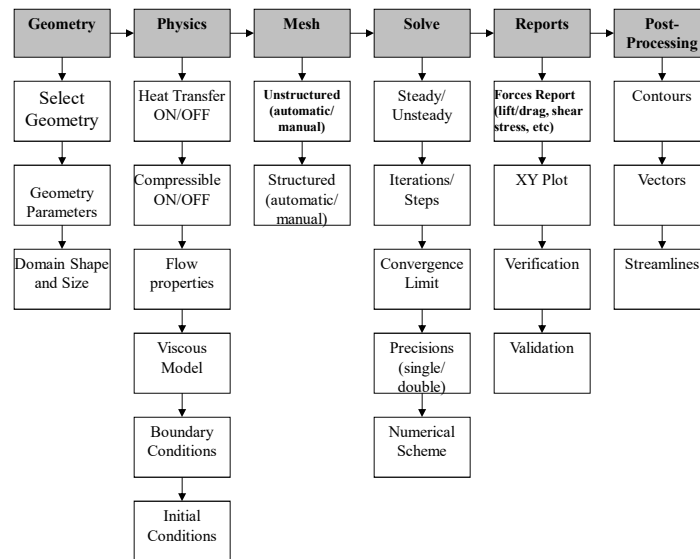 Geometry
Physics
Mesh
Solve
Reports
Post-
Processing
Select
Geometry
Geometry
Parameters
Domain Shape
and Size
Heat Transfer
ON/OFF
Compressible
ON/OFF
Flow
properties
Viscous
Model
Boundary
Conditions
Initial
Conditions
Unstructured
(automatic/
manual)
Structured
(automatic/
manual)
Steady/
Unsteady
Iterations/
Steps
Convergence
Limit
Precisions
(single/
double)
Numerical
Scheme
Forces Report
(lift/drag, shear
stress, etc)
XY Plot
Verification
Validation
Contours
Vectors
Streamlines